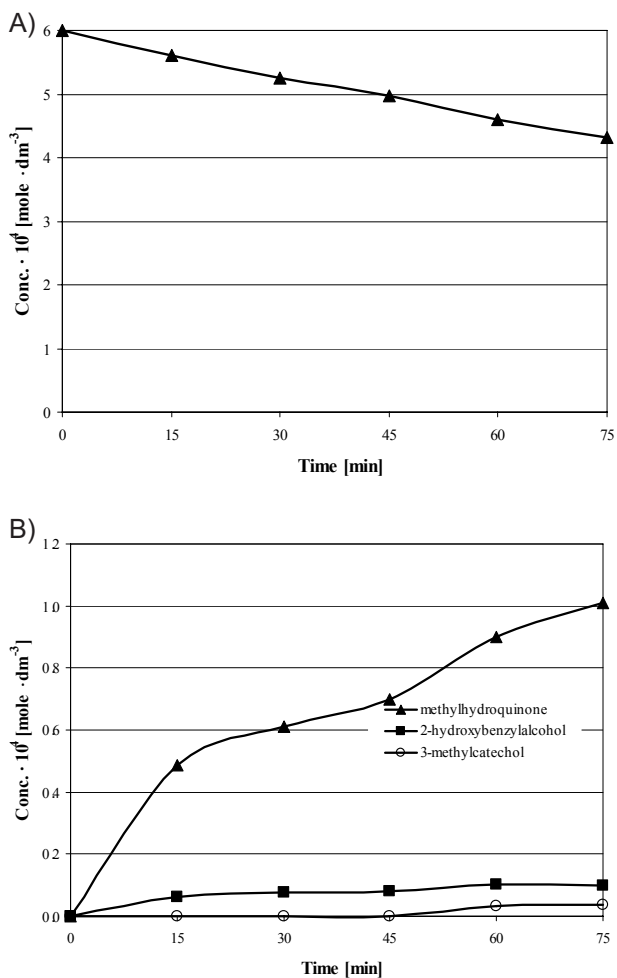 A)
Conc. · 10⁴ [mole · dm⁻³]
6
5
4
3
2
1
0
0 15 30 45 60 75
Time [min]
B)
Conc. · 10⁴ [mole · dm⁻³]
1.2
1.0
0.8
0.6
0.4
0.2
0.0
methylhydroquinone
2-hydroxybenzylalcohol
3-methylcatechol
0 15 30 45 60 75
Time [min]